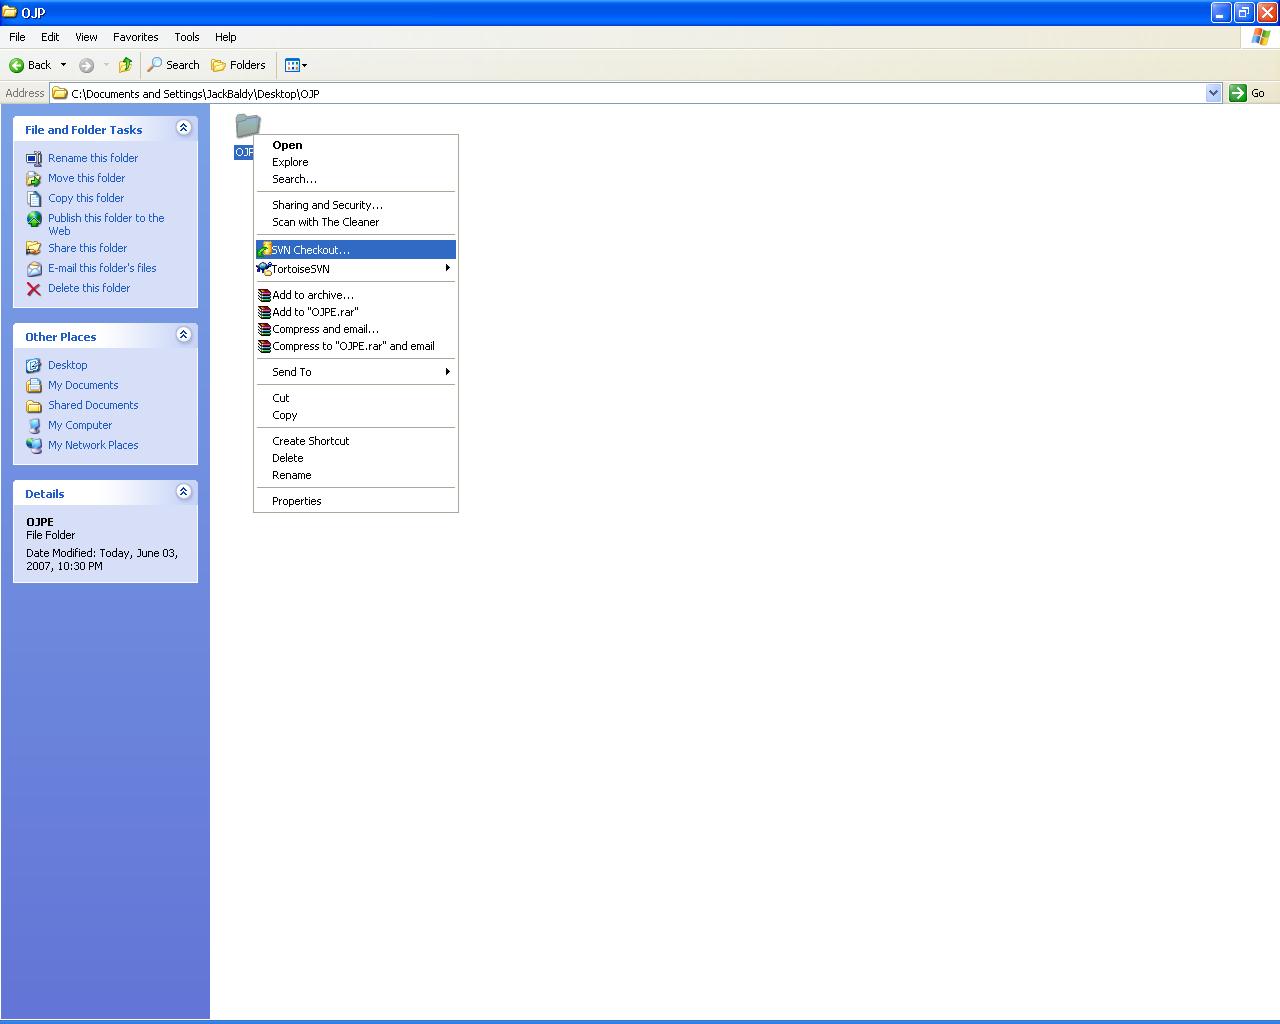 OJP
File Edit View Favorites Tools Help
Back Search Folders
Address C:\Documents and Settings\JackBaldy\Desktop\OJP Go
File and Folder Tasks
Rename this folder
Move this folder
Copy this folder
Publish this folder to the
Web
Share this folder
E-mail this folder's files
Delete this folder
Other Places
Desktop
My Documents
Shared Documents
My Computer
My Network Places
Details
OJPE
File Folder
Date Modified: Today, June 03,
2007, 10:30 PM
OJP
Open
Explore
Search...
Sharing and Security...
Scan with The Cleaner
SVN Checkout...
TortoiseSVN
Add to archive...
Add to "OJPE.rar"
Compress and email...
Compress to "OJPE.rar" and email
Send To
Cut
Copy
Create Shortcut
Delete
Rename
Properties